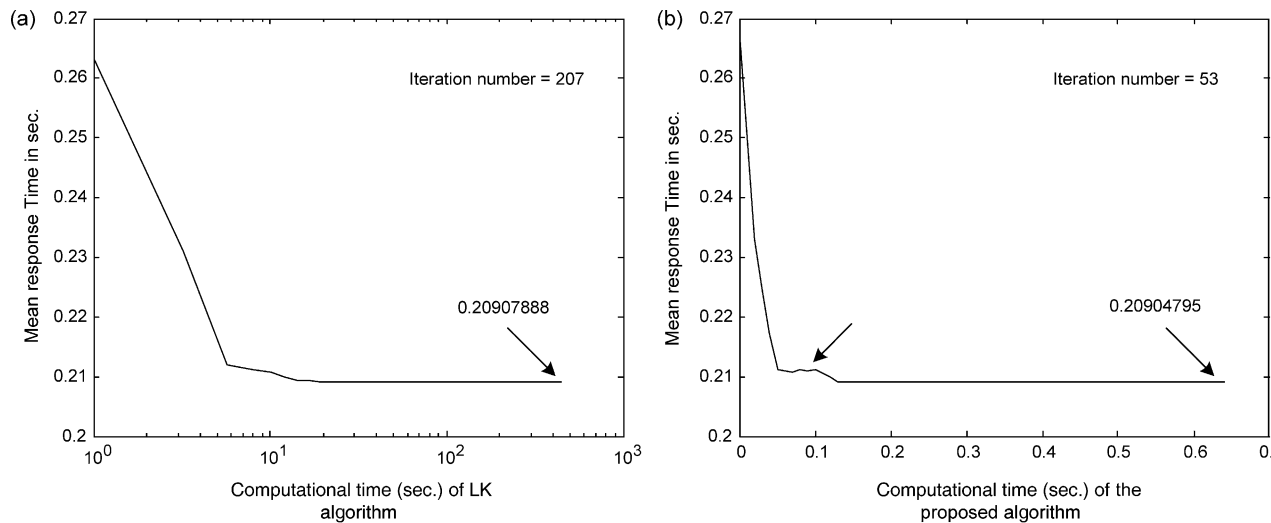 (a)
0.27
0.26
0.25
0.24
0.23
0.22
0.21
0.2
Mean response Time in sec.
Iteration number = 207
0.20907888
10^0
10^1
10^2
10^3
Computational time (sec.) of LK
algorithm
(b)
0.27
0.26
0.25
0.24
0.23
0.22
0.21
0.2
Mean response Time in sec.
Iteration number = 53
0.20904795
0
0.1
0.2
0.3
0.4
0.5
0.6
Computational time (sec.) of the
proposed algorithm